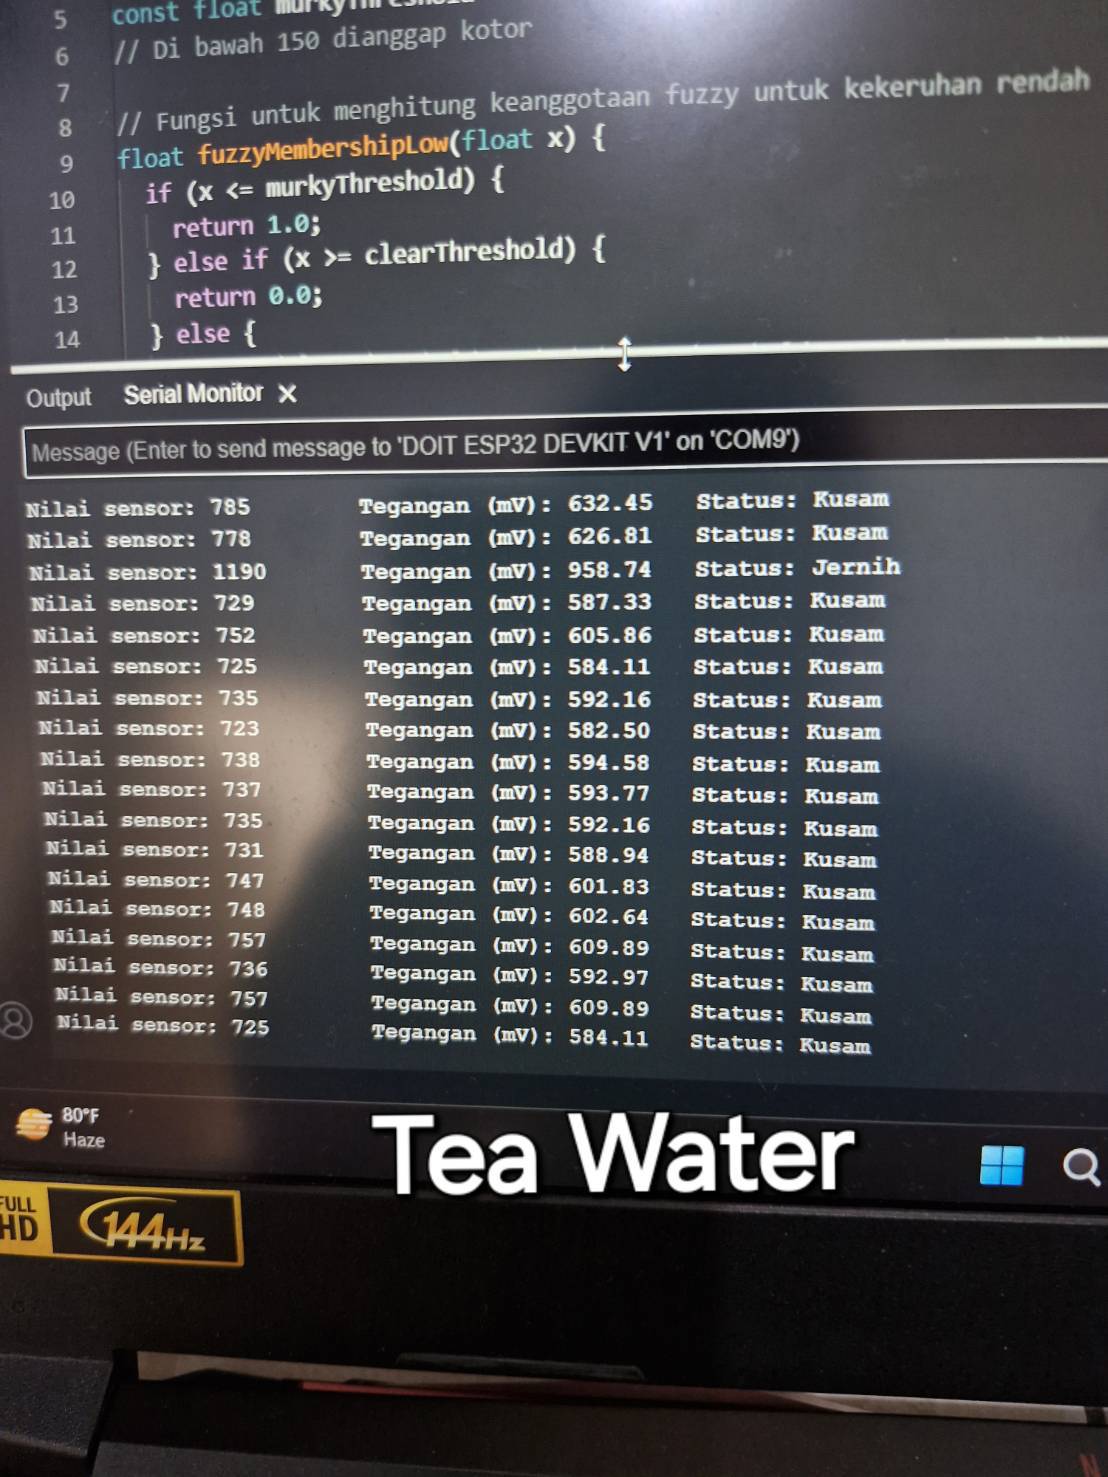 5 const float
6 // Di bawah 150 dianggap kotor
7
8 // Fungsi untuk menghitung keanggotaan fuzzy untuk kekeruhan rendah
9 float fuzzyMembershipLow(float x) {
10 if (x <= murkyThreshold) {
11 return 1.0;
12 } else if (x >= clearThreshold) {
13 return 0.0;
14 } else {
Output Serial Monitor X
Message (Enter to send message to 'DOIT ESP32 DEVKIT V1' on 'COM9')
Nilai sensor: 785 Tegangan (mV): 632.45 Status: Kusam
Nilai sensor: 778 Tegangan (mV): 626.81 Status: Kusam
Nilai sensor: 1190 Tegangan (mV): 958.74 Status: Jernih
Nilai sensor: 729 Tegangan (mV): 587.33 Status: Kusam
Nilai sensor: 752 Tegangan (mV): 605.86 Status: Kusam
Nilai sensor: 725 Tegangan (mV): 584.11 Status: Kusam
Nilai sensor: 735 Tegangan (mV): 592.16 Status: Kusam
Nilai sensor: 723 Tegangan (mV): 582.50 Status: Kusam
Nilai sensor: 738 Tegangan (mV): 594.58 Status: Kusam
Nilai sensor: 737 Tegangan (mV): 593.77 Status: Kusam
Nilai sensor: 735 Tegangan (mV): 592.16 Status: Kusam
Nilai sensor: 731 Tegangan (mV): 588.94 Status: Kusam
Nilai sensor: 747 Tegangan (mV): 601.83 Status: Kusam
Nilai sensor: 748 Tegangan (mV): 602.64 Status: Kusam
Nilai sensor: 757 Tegangan (mV): 609.89 Status: Kusam
Nilai sensor: 736 Tegangan (mV): 592.97 Status: Kusam
Nilai sensor: 757 Tegangan (mV): 609.89 Status: Kusam
Nilai sensor: 725 Tegangan (mV): 584.11 Status: Kusam
80°F
Haze
Tea Water
FULL
HD
144Hz